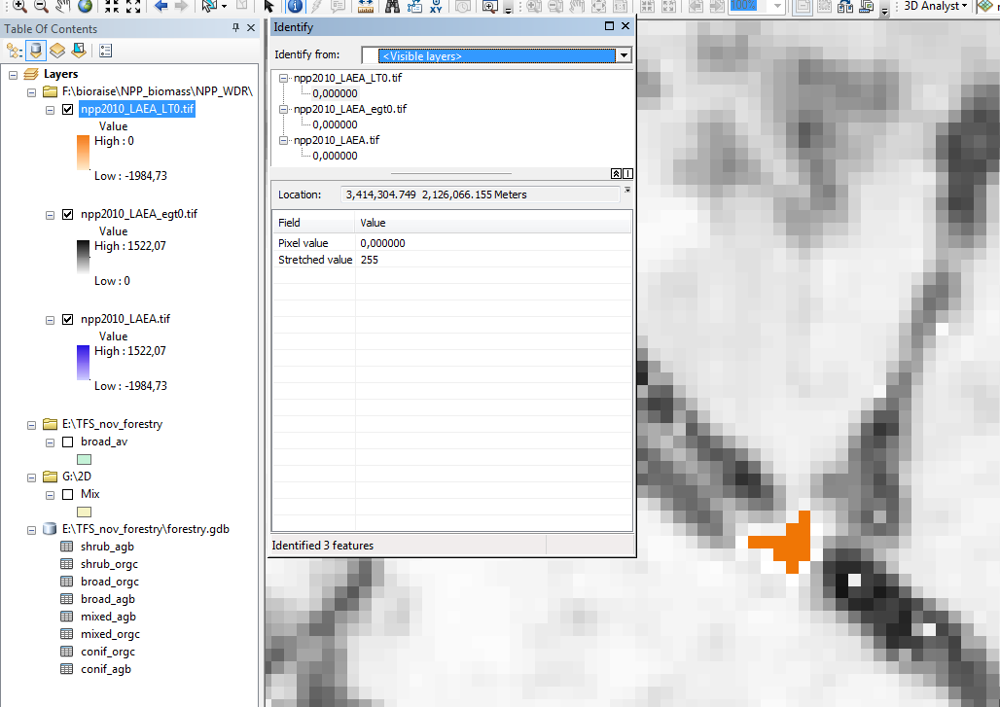 100%
3D Analyst
Table Of Contents
Layers
F:\bioraise\NPP_biomass\NPP_WDR\
npp2010_LAEA_LT0.tif
Value
High : 0
Low : -1984,73
npp2010_LAEA_egt0.tif
Value
High : 1522,07
Low : 0
npp2010_LAEA.tif
Value
High : 1522,07
Low : -1984,73
E:\TFS_nov_forestry
broad_av
G:\2D
Mix
E:\TFS_nov_forestry\forestry.gdb
shrub_agb
shrub_orgc
broad_orgc
broad_agb
mixed_agb
mixed_orgc
conif_orgc
conif_agb
Identify
Identify from: <Visible layers>
npp2010_LAEA_LT0.tif
0,000000
npp2010_LAEA_egt0.tif
0,000000
npp2010_LAEA.tif
0,000000
Location: 3,414,304.749 2,126,066.155 Meters
Field Value
Pixel value 0,000000
Stretched value 255
Identified 3 features